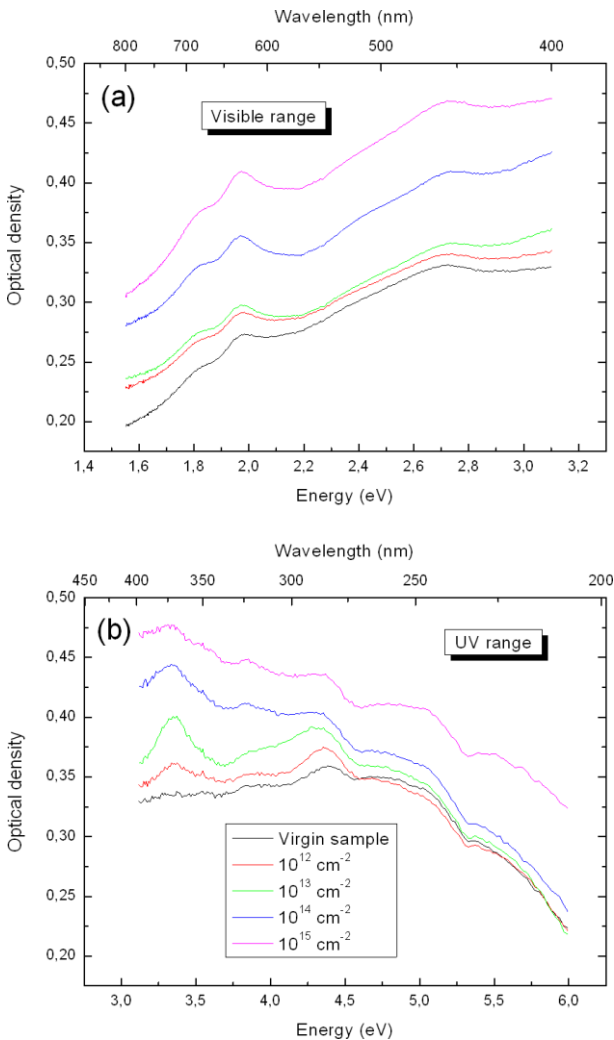 Wavelength (nm)
800 700 600 500 400
0,50
(a)
Visible range
0,45
0,40
0,35
0,30
0,25
0,20
Optical density
1,4 1,6 1,8 2,0 2,2 2,4 2,6 2,8 3,0 3,2
Energy (eV)
Wavelength (nm)
450 400 350 300 250 200
0,50
(b)
UV range
0,45
0,40
0,35
0,30
0,25
0,20
Optical density
Virgin sample
10¹² cm⁻²
10¹³ cm⁻²
10¹⁴ cm⁻²
10¹⁵ cm⁻²
3,0 3,5 4,0 4,5 5,0 5,5 6,0
Energy (eV)